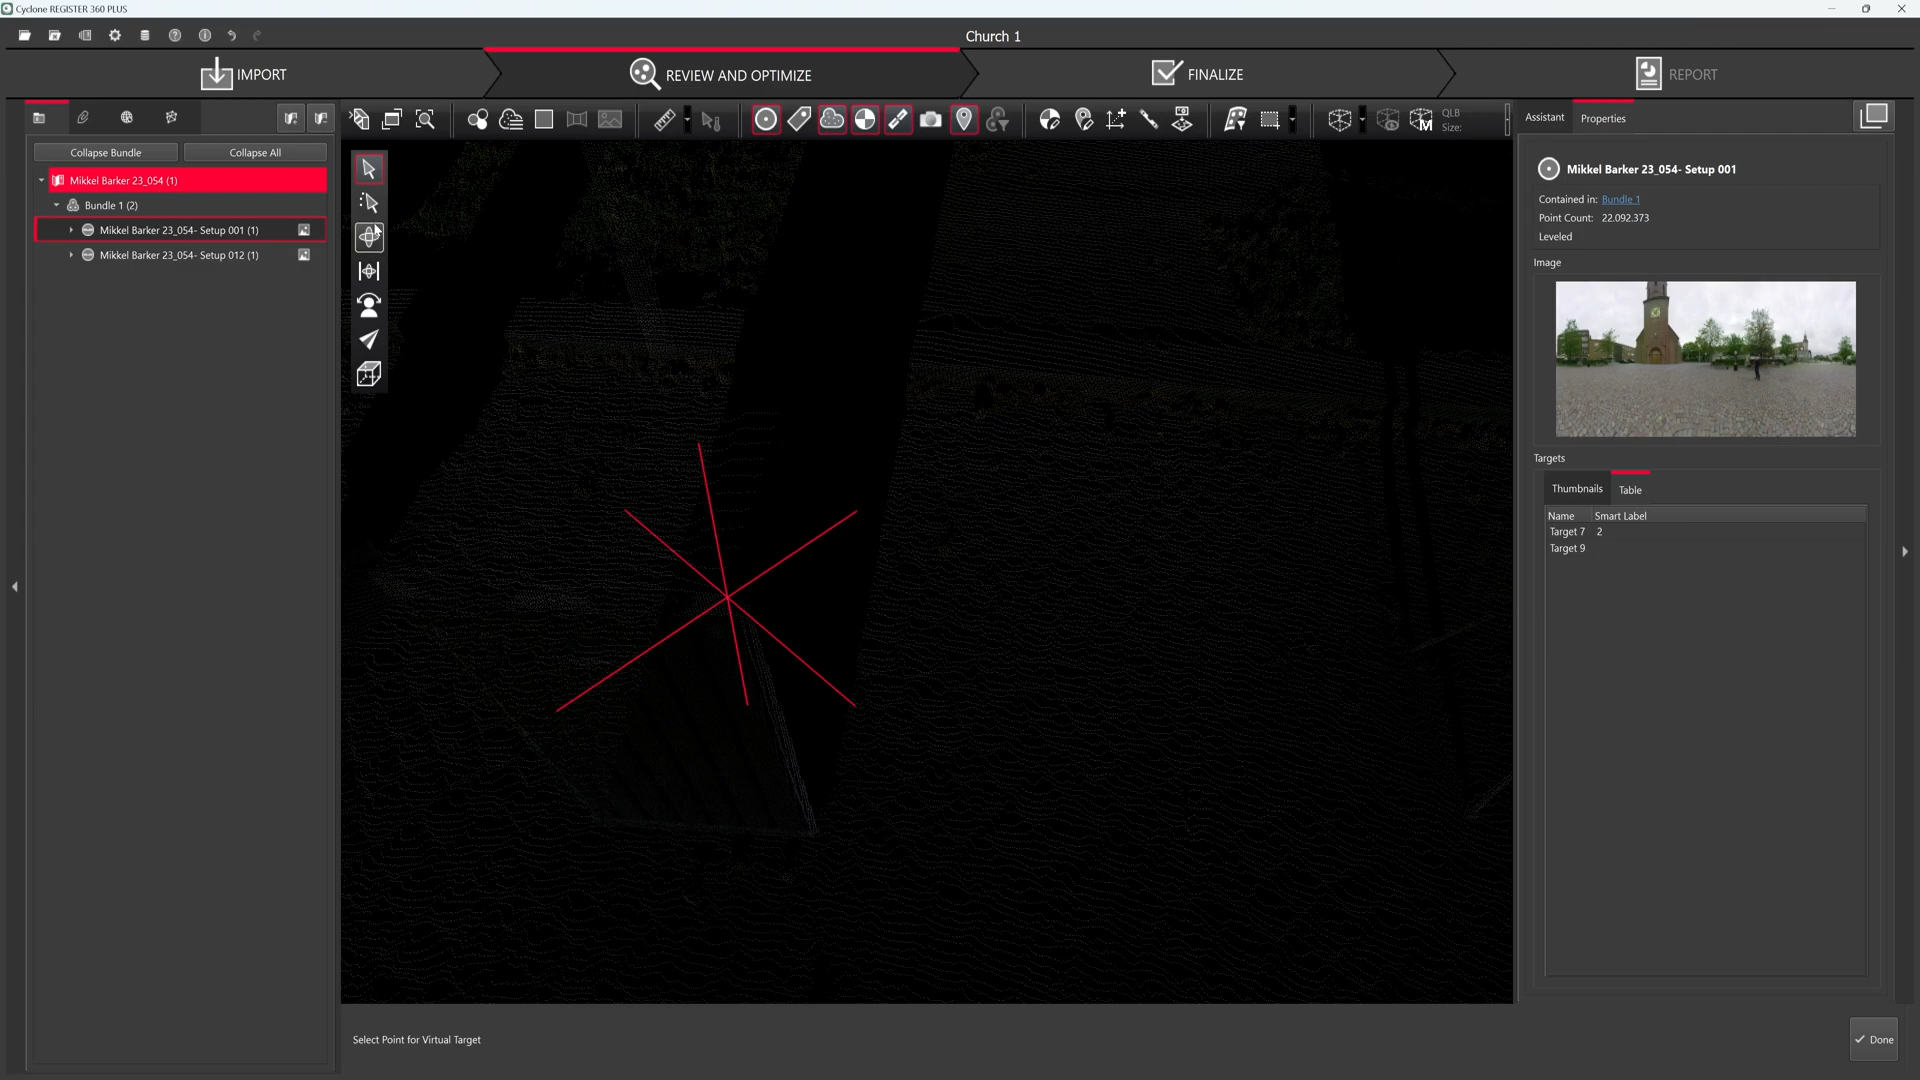 Cyclone REGISTER 360 PLUS
Church 1
IMPORT
REVIEW AND OPTIMIZE
FINALIZE
REPORT
QLB
Size:
Assistant
Properties
Collapse Bundle
Collapse All
Mikkel Barker 23_054 (1)
Bundle 1 (2)
Mikkel Barker 23_054- Setup 001 (1)
Mikkel Barker 23_054- Setup 012 (1)
Mikkel Barker 23_054- Setup 001
Contained in: Bundle 1
Point Count: 22.092.373
Leveled
Image
Targets
Thumbnails
Table
Name Smart Label
Target 7 2
Target 9
Select Point for Virtual Target
Done